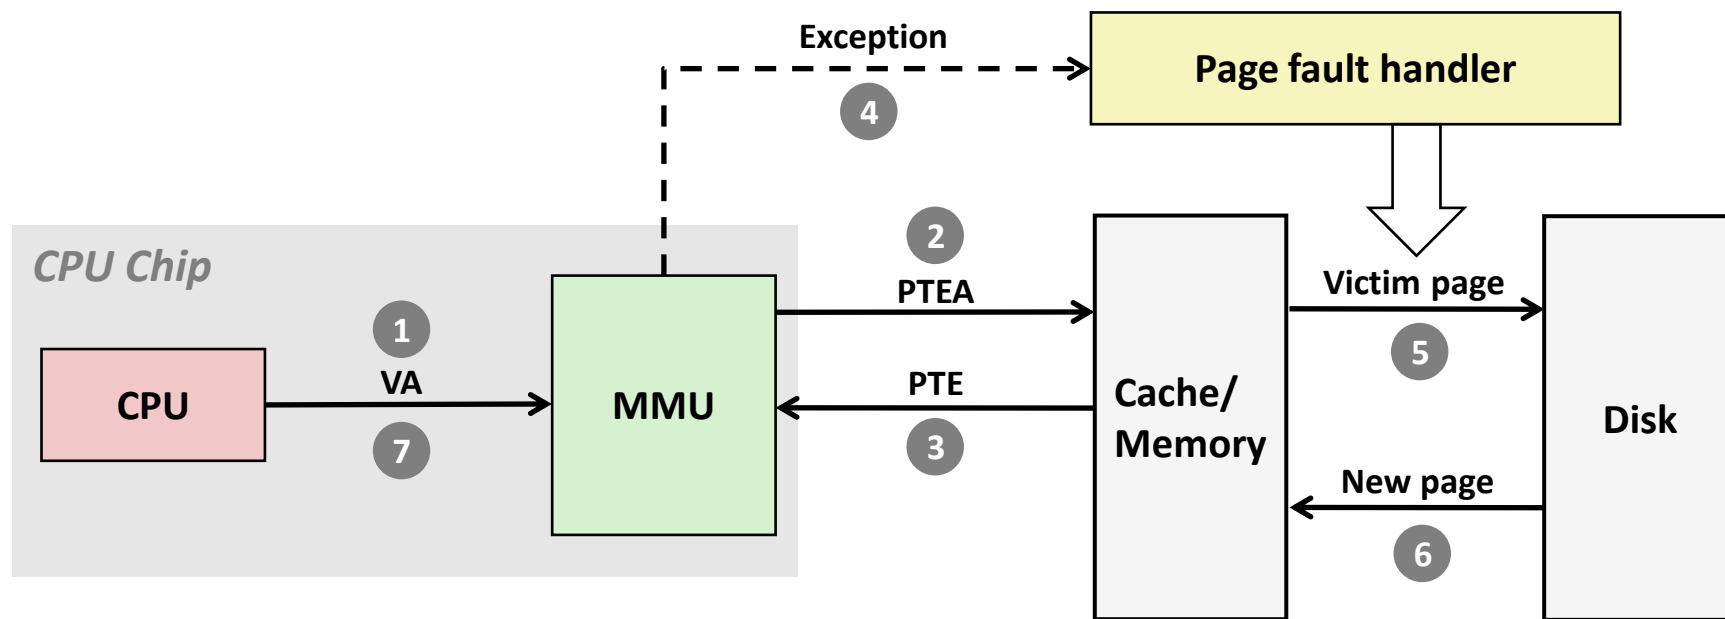 Exception
Page fault handler
4
CPU Chip
2
PTEA
Victim page
5
1
VA
7
CPU
MMU
PTE
3
Cache/
Memory
Disk
New page
6